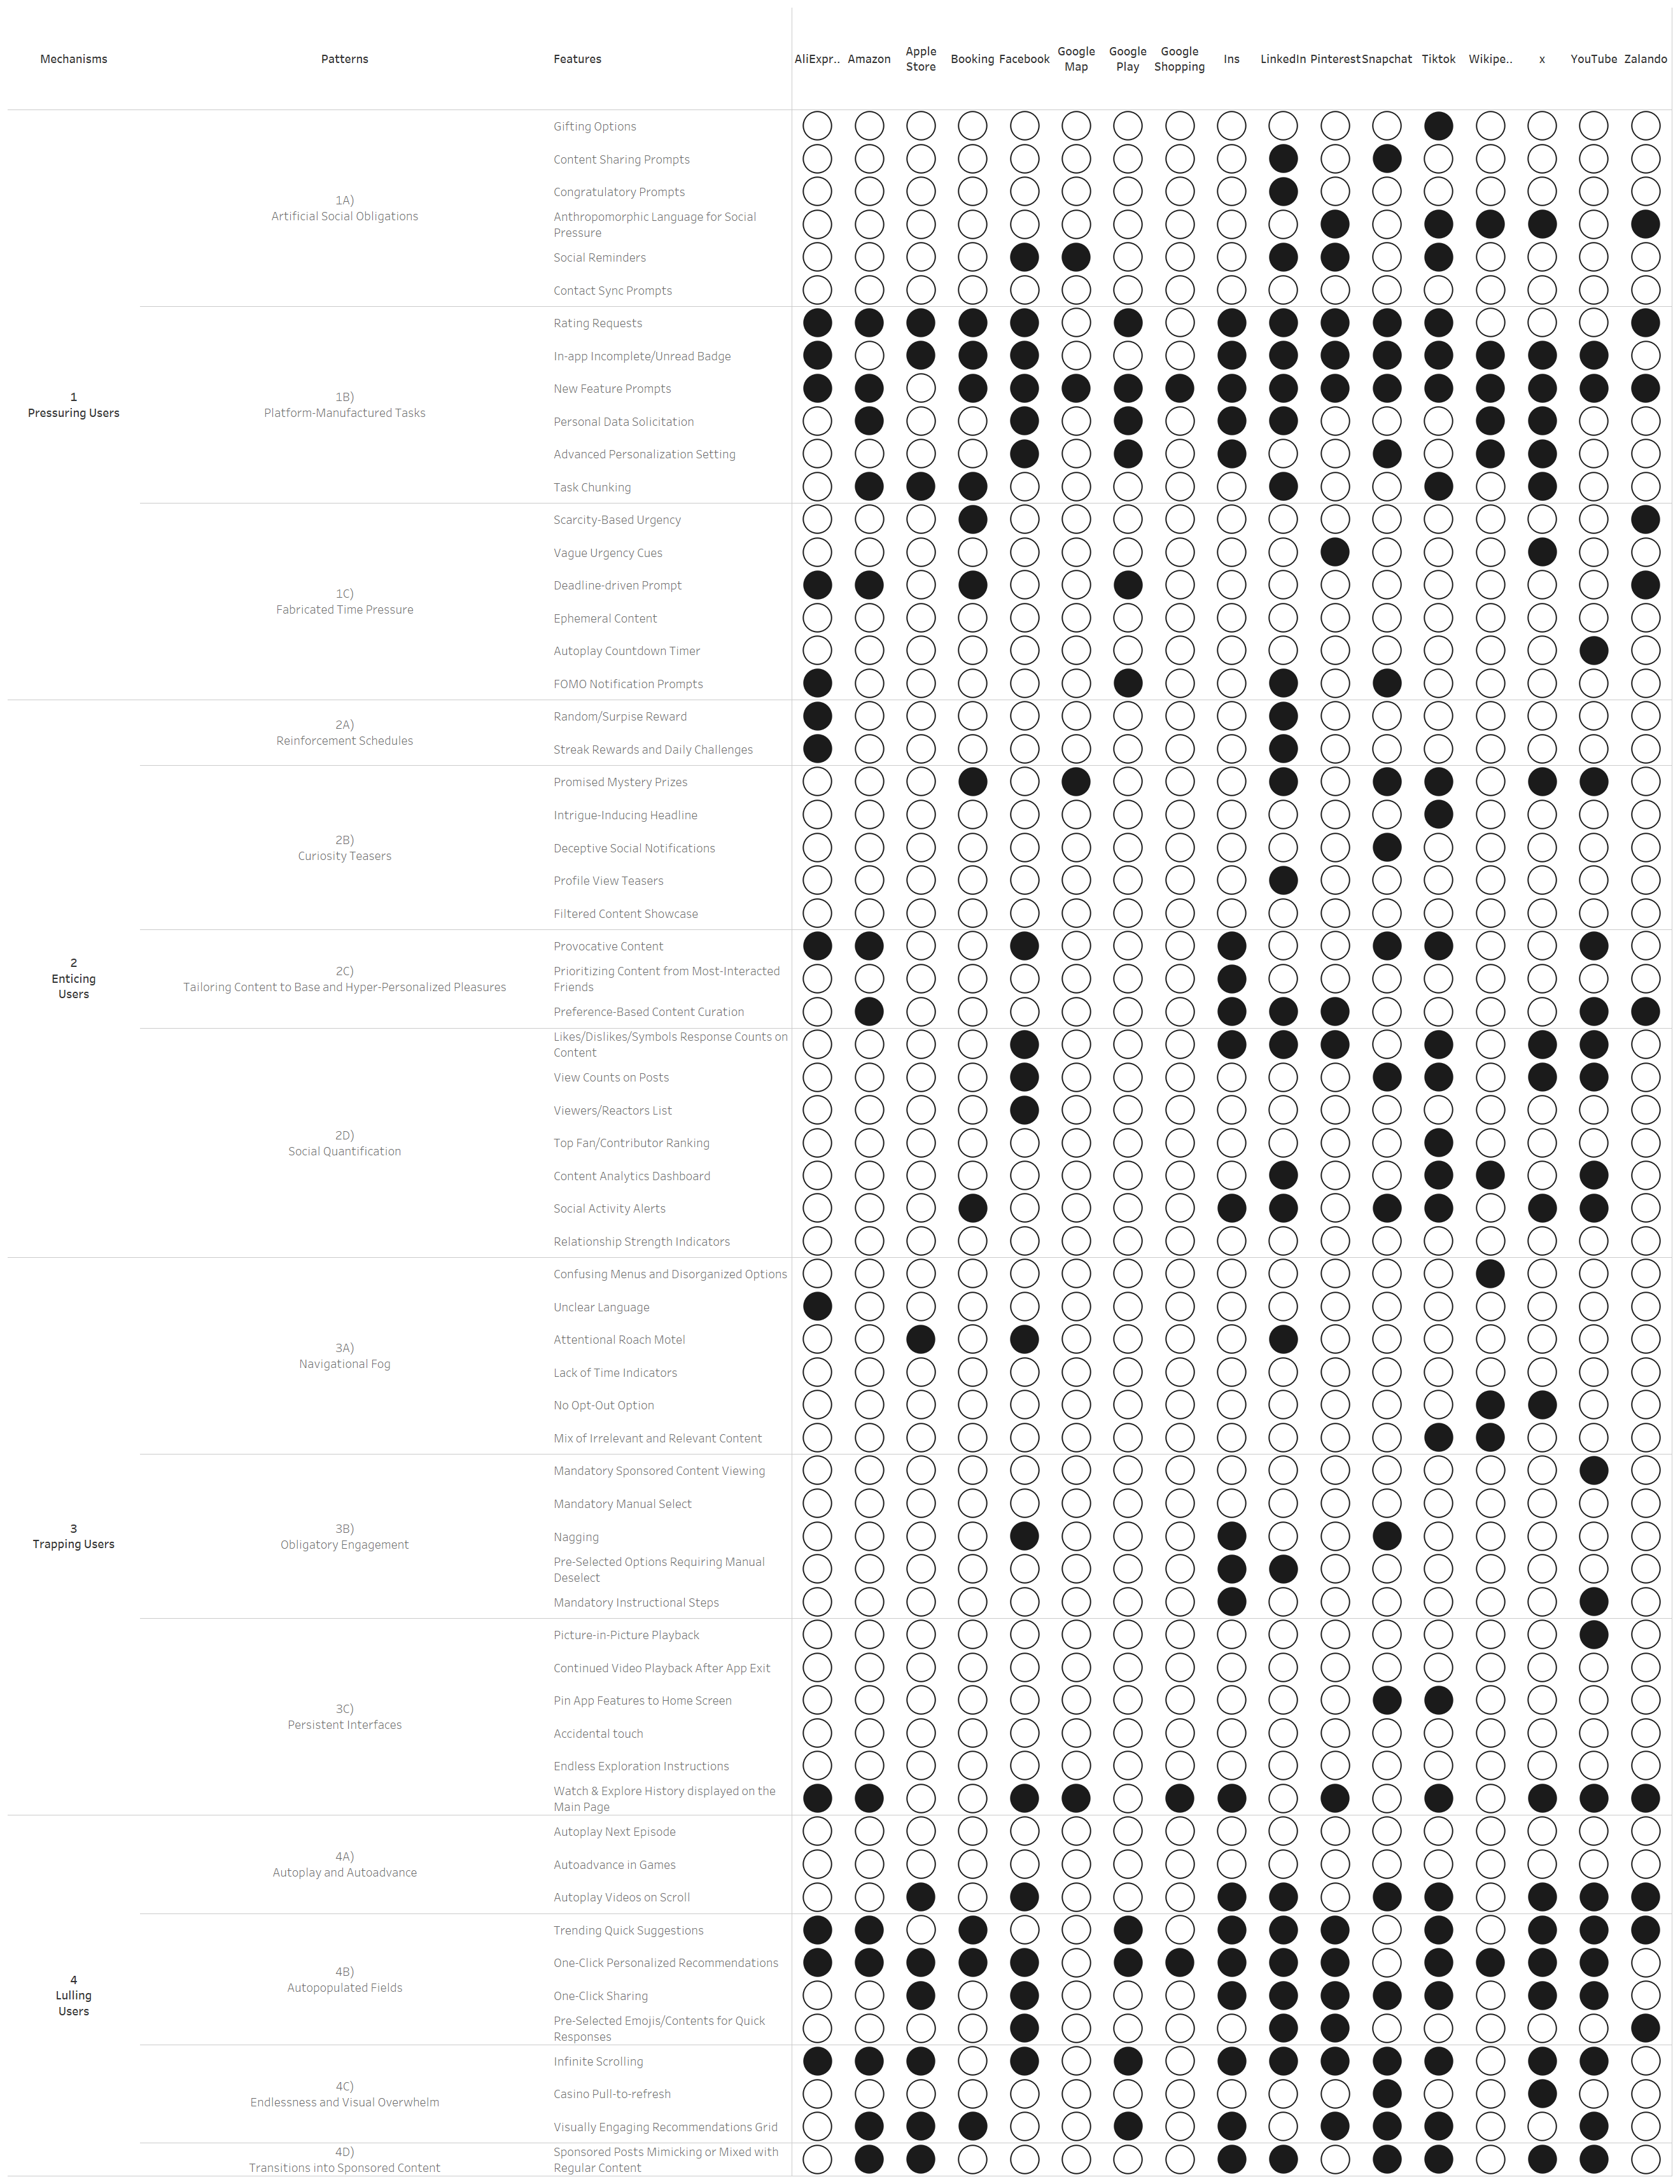 Mechanisms
Patterns
Features
AliExpr..
Amazon
Apple
Store
Booking
Facebook
Google
Map
Google
Play
Google
Shopping
Ins
LinkedIn
Pinterest
Snapchat
Tiktok
Wikipe..
x
YouTube
Zalando
1
Pressuring Users
1A)
Artificial Social Obligations
Gifting Options
Content Sharing Prompts
Congratulatory Prompts
Anthropomorphic Language for Social
Pressure
Social Reminders
Contact Sync Prompts
1B)
Platform-Manufactured Tasks
Rating Requests
In-app Incomplete/Unread Badge
New Feature Prompts
Personal Data Solicitation
Advanced Personalization Setting
Task Chunking
1C)
Fabricated Time Pressure
Scarcity-Based Urgency
Vague Urgency Cues
Deadline-driven Prompt
Ephemeral Content
Autoplay Countdown Timer
FOMO Notification Prompts
2
Enticing
Users
2A)
Reinforcement Schedules
Random/Surpise Reward
Streak Rewards and Daily Challenges
2B)
Curiosity Teasers
Promised Mystery Prizes
Intrigue-Inducing Headline
Deceptive Social Notifications
Profile View Teasers
Filtered Content Showcase
2C)
Tailoring Content to Base and Hyper-Personalized Pleasures
Provocative Content
Prioritizing Content from Most-Interacted
Friends
Preference-Based Content Curation
2D)
Social Quantification
Likes/Dislikes/Symbols Response Counts on
Content
View Counts on Posts
Viewers/Reactors List
Top Fan/Contributor Ranking
Content Analytics Dashboard
Social Activity Alerts
Relationship Strength Indicators
3
Trapping Users
3A)
Navigational Fog
Confusing Menus and Disorganized Options
Unclear Language
Attentional Roach Motel
Lack of Time Indicators
No Opt-Out Option
Mix of Irrelevant and Relevant Content
3B)
Obligatory Engagement
Mandatory Sponsored Content Viewing
Mandatory Manual Select
Nagging
Pre-Selected Options Requiring Manual
Deselect
Mandatory Instructional Steps
3C)
Persistent Interfaces
Picture-in-Picture Playback
Continued Video Playback After App Exit
Pin App Features to Home Screen
Accidental touch
Endless Exploration Instructions
Watch & Explore History displayed on the
Main Page
4
Lulling
Users
4A)
Autoplay and Autoadvance
Autoplay Next Episode
Autoadvance in Games
Autoplay Videos on Scroll
4B)
Autopopulated Fields
Trending Quick Suggestions
One-Click Personalized Recommendations
One-Click Sharing
Pre-Selected Emojis/Contents for Quick
Responses
4C)
Endlessness and Visual Overwhelm
Infinite Scrolling
Casino Pull-to-refresh
Visually Engaging Recommendations Grid
4D)
Transitions into Sponsored Content
Sponsored Posts Mimicking or Mixed with
Regular Content